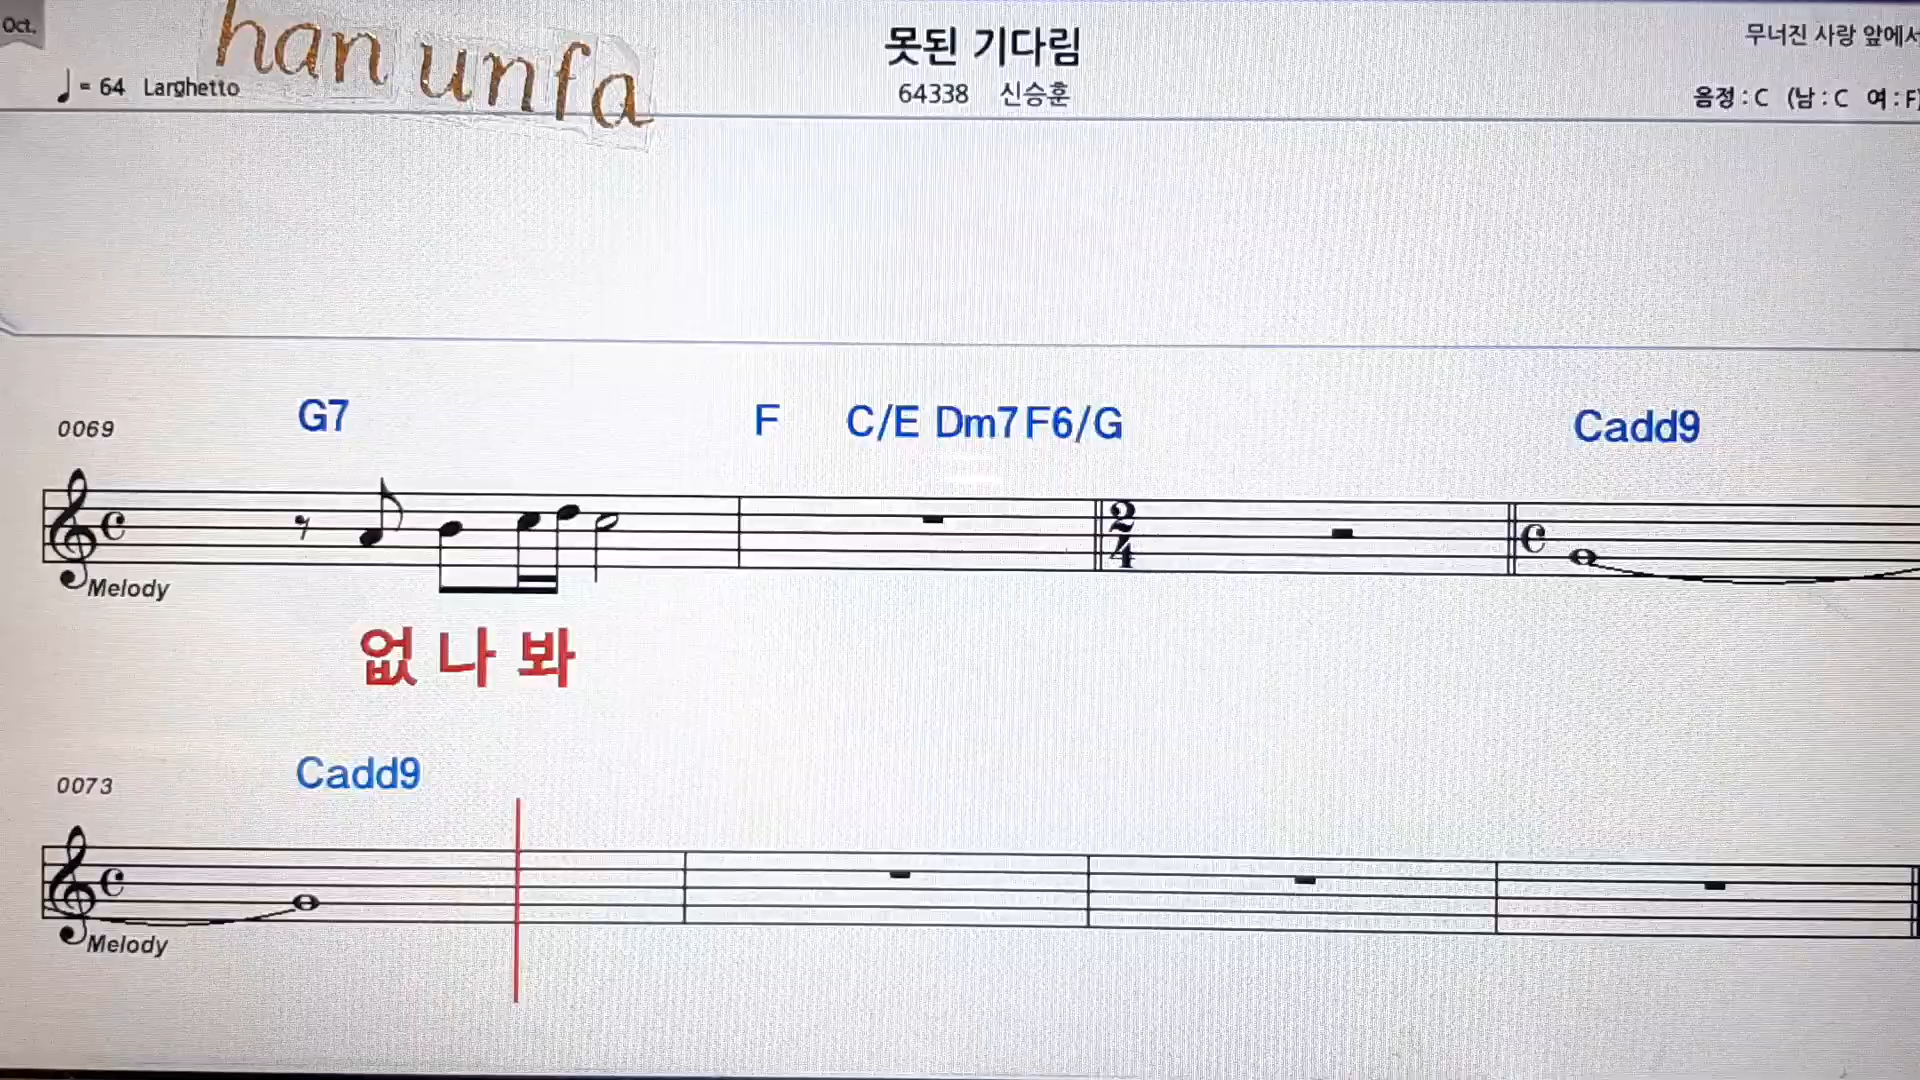 Oct.
han unfa
못된 기다림
무너진 사랑 앞에서
♩= 64 Larghetto
64338 신승훈
음정 : C (남 : C 여 : F)
0069 G7 F C/E Dm7 F6/G Cadd9
2
4
Melody
없 나 봐
0073 Cadd9
Melody